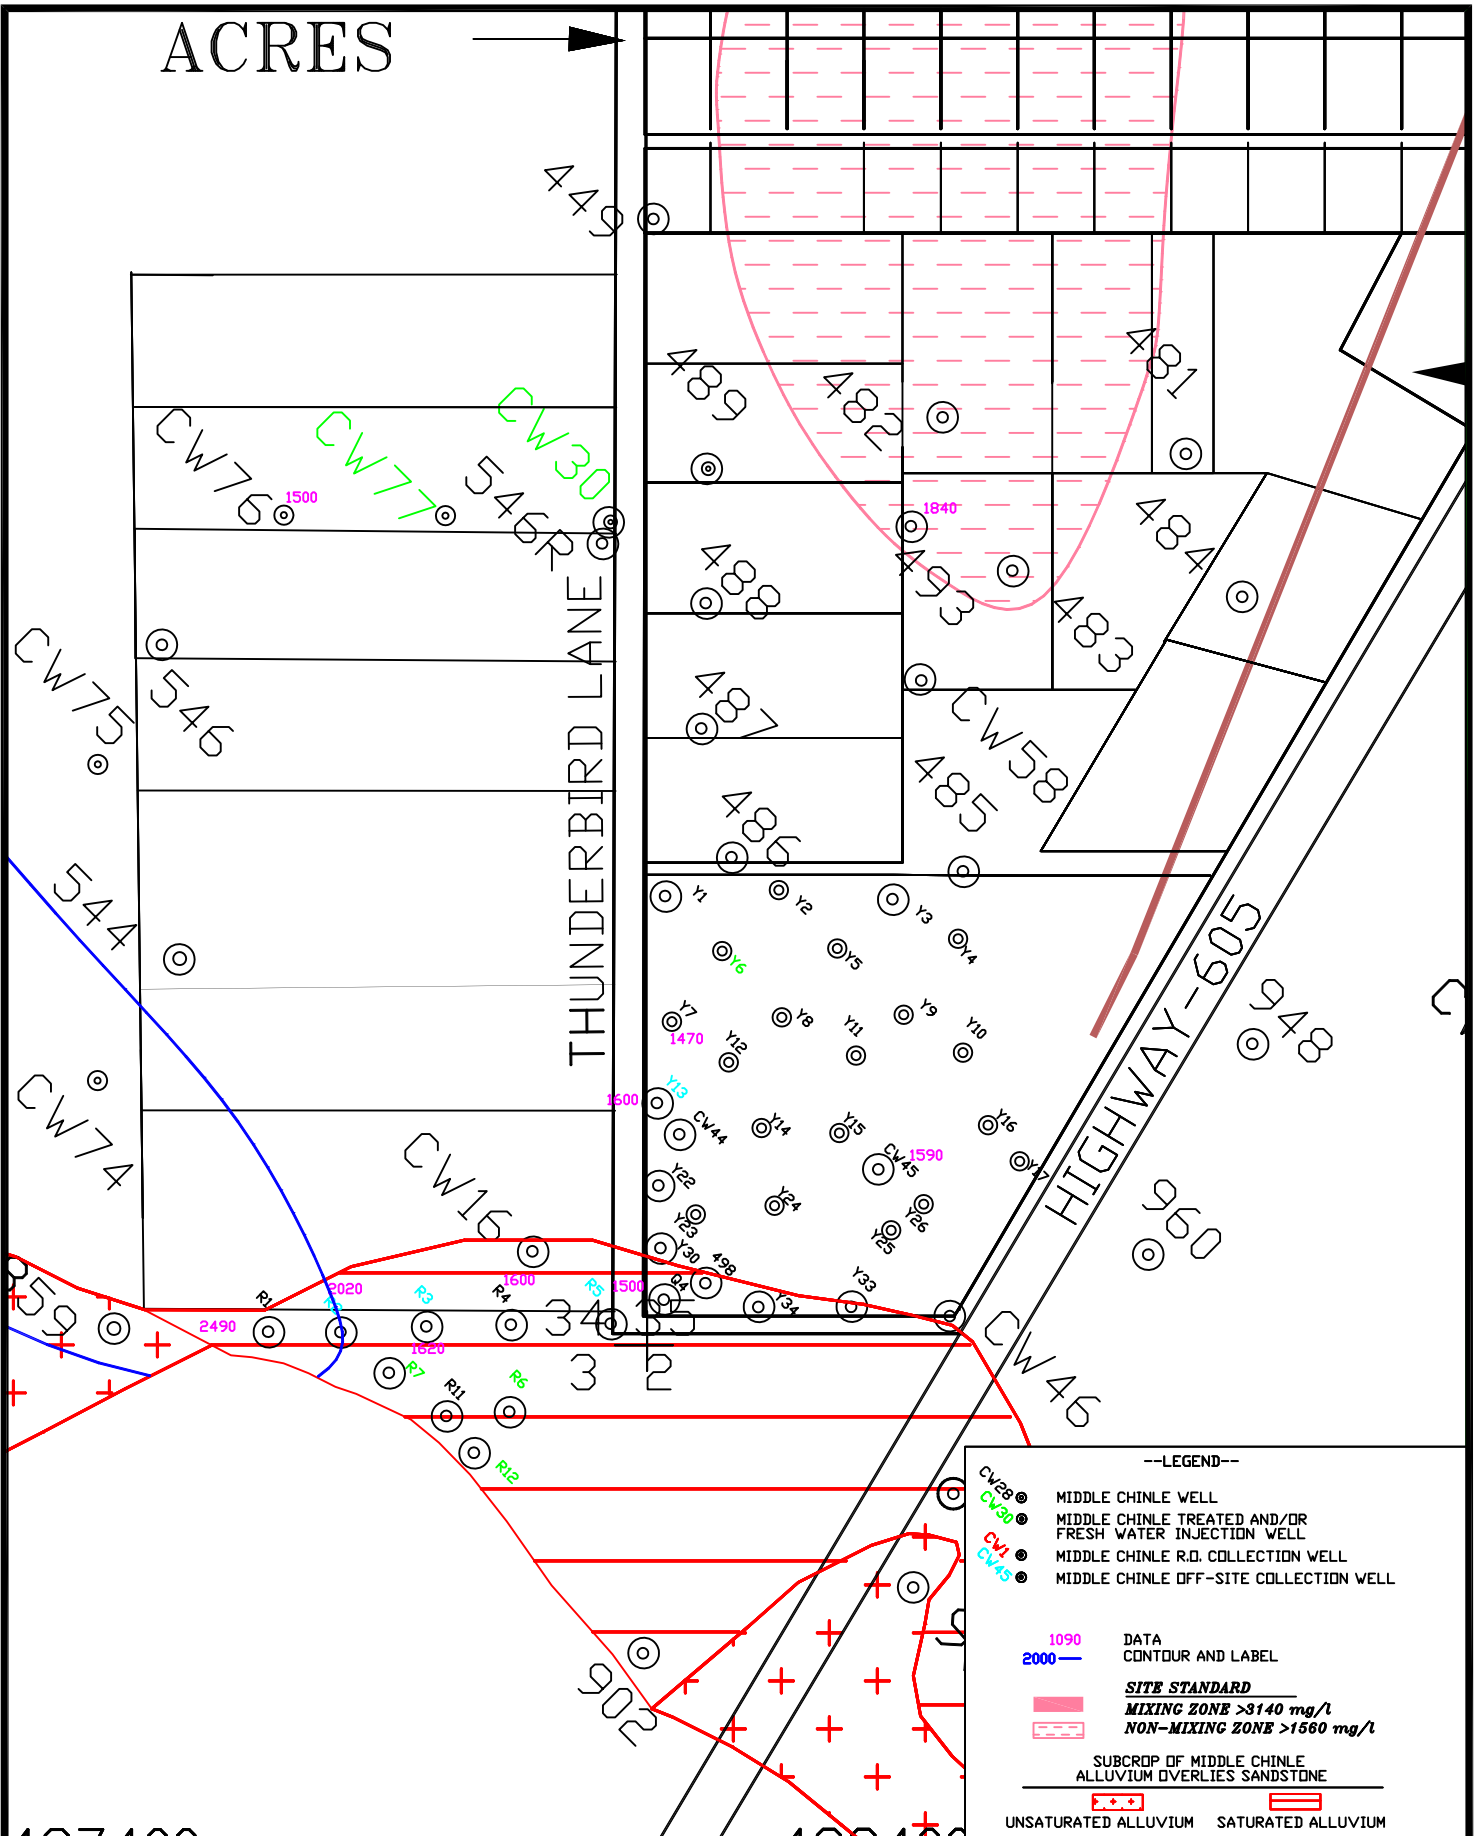 ACRES
449
489
482
481
CW76
1500
CW77
546R
CW30
1840
493
484
488
483
CW75
546
487
CW58
485
486
THUNDERBIRD LANE
544
Y1
Y2
Y3
Y4
Y5
Y6
Y7
1470
Y8
Y9
Y10
Y11
Y12
948
HIGHWAY-605
CW74
1600
Y13
CW44
Y14
Y15
Y16
Y17
CW45
1590
CW16
Y22
Y23
Y24
Y25
Y26
960
Y30
498
Y33
859
2020
1600
1500
Q4
Y34
R1
R2
R3
R4
R5
34 35
2490
1620
3 2
R7
R6
R11
R12
CW46
902
--LEGEND--
CW28 MIDDLE CHINLE WELL
CW30 MIDDLE CHINLE TREATED AND/OR
FRESH WATER INJECTION WELL
CW1 MIDDLE CHINLE R.O. COLLECTION WELL
CW45 MIDDLE CHINLE OFF-SITE COLLECTION WELL
1090 DATA
2000 CONTOUR AND LABEL
SITE STANDARD
MIXING ZONE >3140 mg/l
NON-MIXING ZONE >1560 mg/l
SUBCROP OF MIDDLE CHINLE
ALLUVIUM OVERLIES SANDSTONE
UNSATURATED ALLUVIUM SATURATED ALLUVIUM